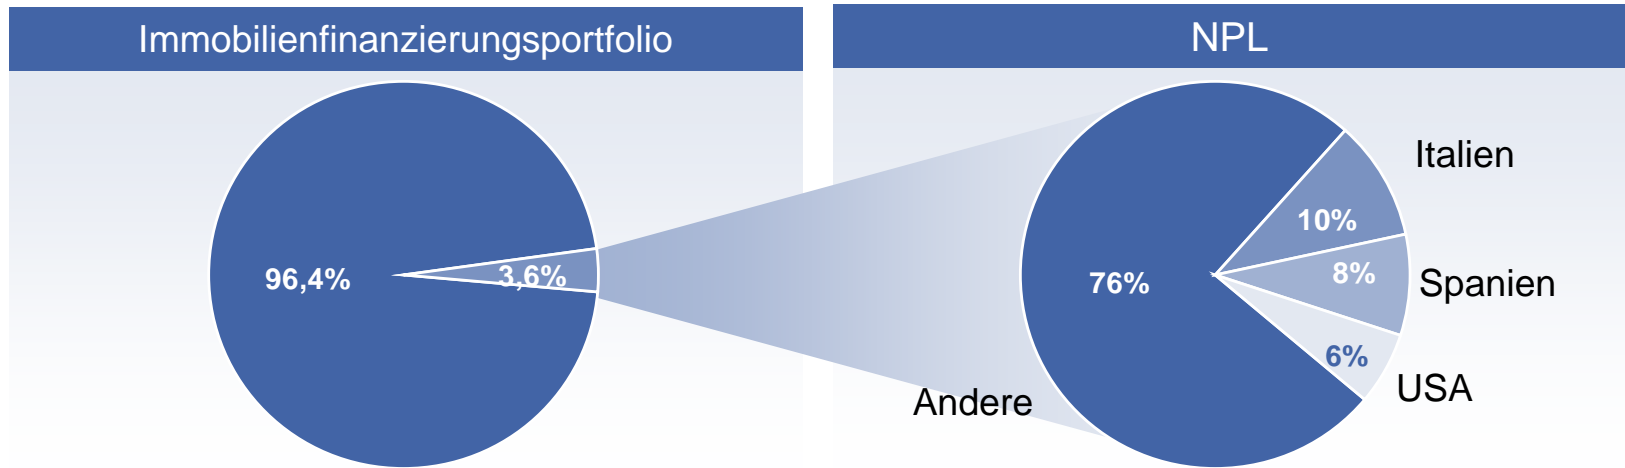 Immobilienfinanzierungsportfolio
96,4%
3,6%
NPL
Italien
10%
8%
Spanien
76%
6%
USA
Andere